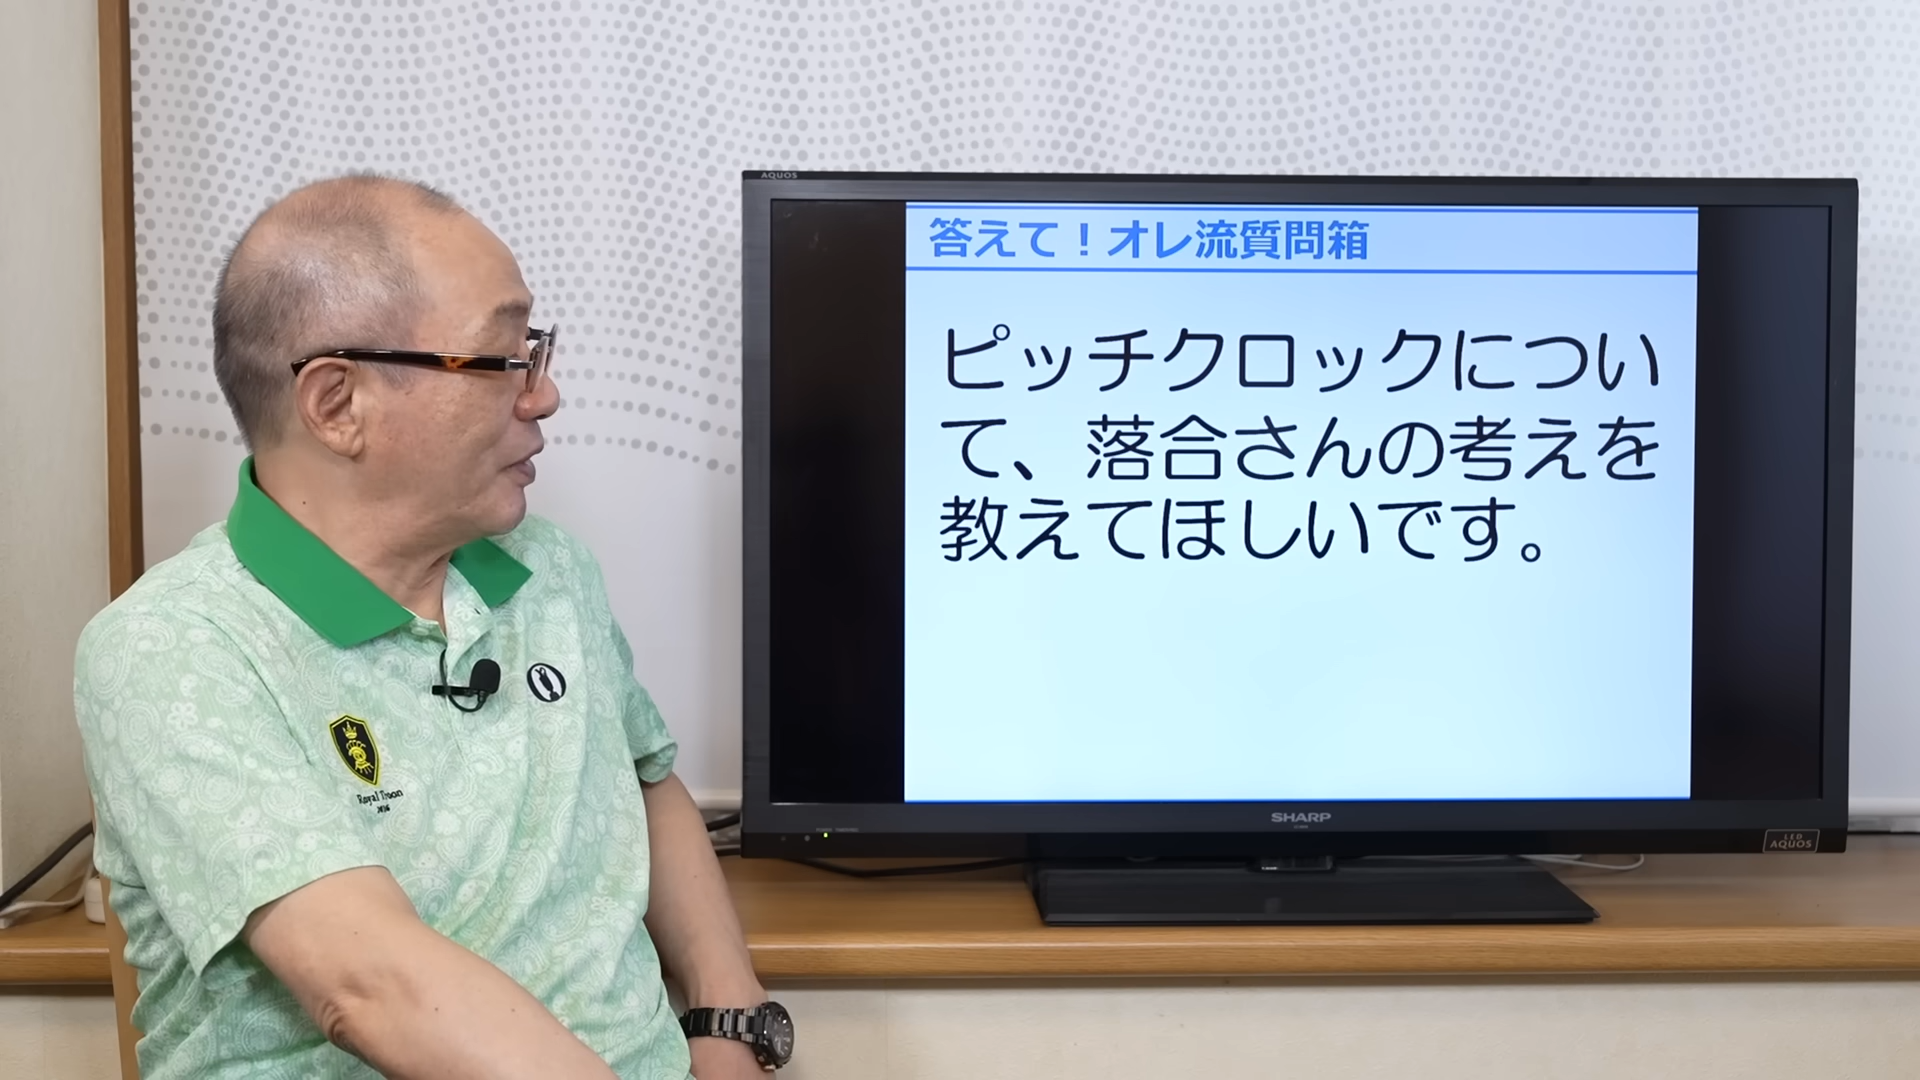 AQUOS
答えて！オレ流質問箱
ピッチクロックについ
て、落合さんの考えを
教えてほしいです。
SHARP
LED
AQUOS
Royal Troon
2016